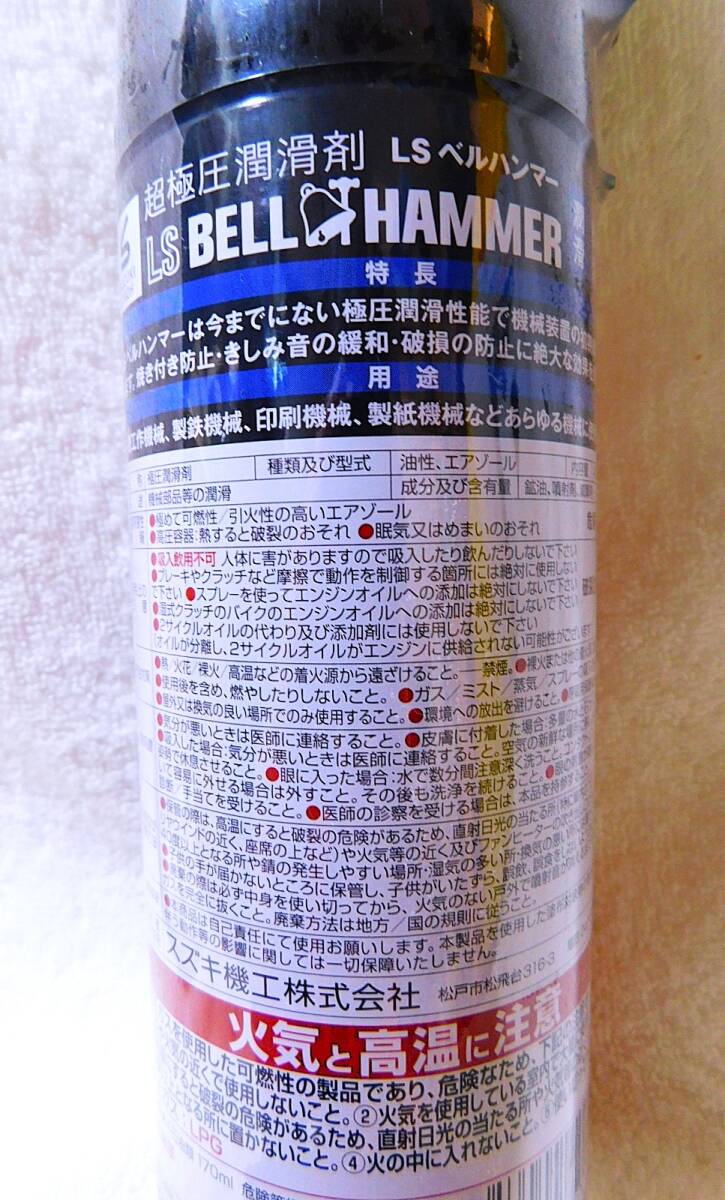 超極圧潤滑剤 LSベルハンマー
LS BELL HAMMER
特長
ベルハンマーは今までにない極圧潤滑性能で機械装置の
焼き付き防止・きしみ音の緩和・破損の防止に絶大な効果
用途
工作機械、製鉄機械、印刷機械、製紙機械などあらゆる機械に
極圧潤滑剤 種類及び型式 油性、エアゾール
機械部品等の潤滑 成分及び含有量 鉱油、噴射剤、
●極めて可燃性/引火性の高いエアゾール
●高圧容器:熱すると破裂のおそれ ●眠気又はめまいのおそれ
●吸入飲用不可 人体に害がありますので吸入したり飲んだりしないで下さい
●ブレーキやクラッチなど摩擦で動作を制御する箇所には絶対に使用しない
で下さい ●スプレーを使ってエンジンオイルへの添加は絶対にしないで下さい
●湿式クラッチのバイクのエンジンオイルへの添加は絶対にしないで下さい
●2サイクルオイルの代わり及び添加剤には使用しないで下さい
(オイルが分離し、2サイクルオイルがエンジンに供給されない可能性がござい
●熱/火花/裸火/高温などの着火源から遠ざけること。 禁煙。●裸火または
●使用後を含め、燃やしたりしないこと。●ガス/ミスト/蒸気/スプレーの
●屋外又は換気の良い場所でのみ使用すること。●環境への放出を避けること。
●気分が悪いときは医師に連絡すること。●皮膚に付着した場合:多量の
●吸入した場合:気分が悪いときは医師に連絡すること。空気の新鮮な場所
姿勢で休息させること。●眼に入った場合:水で数分間注意深く洗うこと。
て容易に外せる場合は外すこと。その後も洗浄を続けること。
診断/手当てを受けること。●医師の診察を受ける場合は、本品を持参
●保管の際は、高温にすると破裂の危険があるため、直射日光の当たる所
ウインドの近く、座席の上など)や火気等の近く及びファンヒーターの
40度以上となる所や錆の発生しやすい場所・湿気の多い所・換気の悪い
●子供の手が届かないところに保管し、子供がいたずら、誤飲、誤食
●廃棄の際は必ず中身を使い切ってから、火気のない戸外で噴射音が
ガスを完全に抜くこと。廃棄方法は地方/国の規則に従うこと。
●本商品は自己責任にて使用お願いします。本製品を使用した
動作等の影響に関しては一切保障いたしません。
スズキ機工株式会社 松戸市松飛台316-3
火気と高温に注意
を使用した可燃性の製品であり、危険なため、下記の
の近くで使用しないこと。②火気を使用している室内で
すると破裂の危険があるため、直射日光の当たる所や
となる所に置かないこと。④火の中に入れないこと。
LPG
170ml 危険